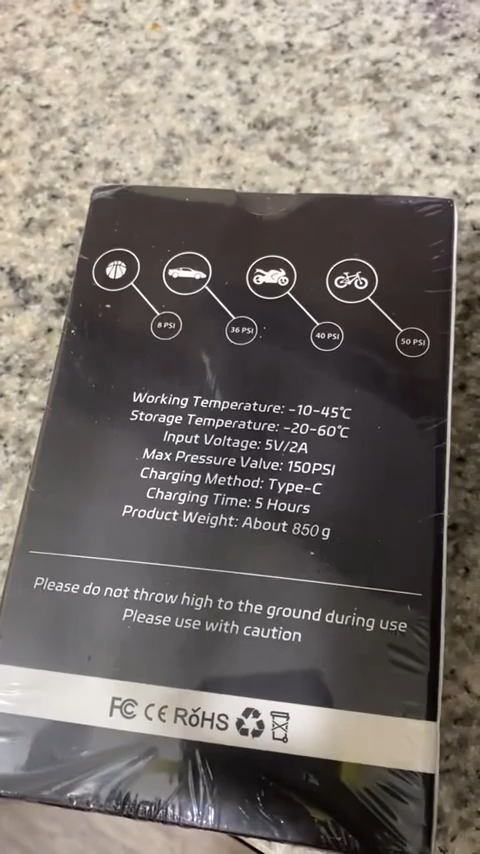 8 PSI
36 PSI
40 PSI
50 PSI
Working Temperature: -10-45℃
Storage Temperature: -20-60℃
Input Voltage: 5V/2A
Max Pressure Valve: 150PSI
Charging Method: Type-C
Charging Time: 5 Hours
Product Weight: About 850g
Please do not throw high to the ground during use
Please use with caution
FC CE RoHS